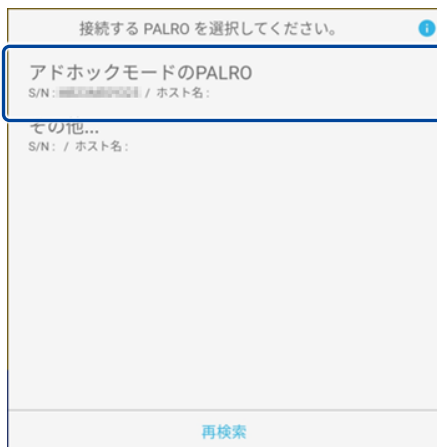 接続する PALRO を選択してください。
アドホックモードのPALRO
S/N : / ホスト名 :
その他...
S/N : / ホスト名 :
再検索